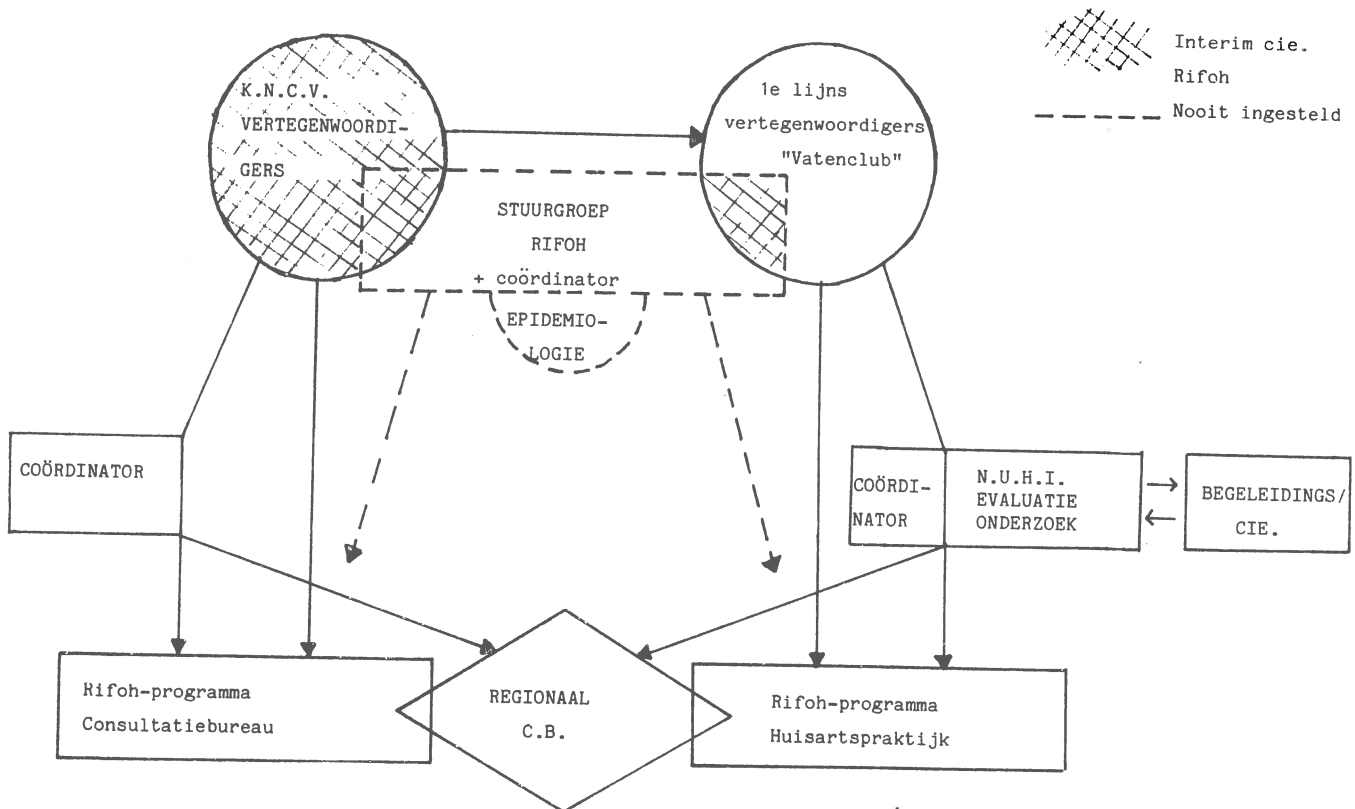 Interim cie.
Rifoh
Nooit ingesteld
K.N.C.V.
VERTEGENWOORDI-
GERS
1e lijns
vertegenwoordigers
"Vatenclub"
STUURGROEP
RIFOH
+ coördinator
EPIDEMIO-
LOGIE
COÖRDINATOR
COÖRDI-
NATOR
N.U.H.I.
EVALUATIE
ONDERZOEK
BEGELEIDINGS/
CIE.
Rifoh-programma
Consultatiebureau
REGIONAAL
C.B.
Rifoh-programma
Huisartspraktijk